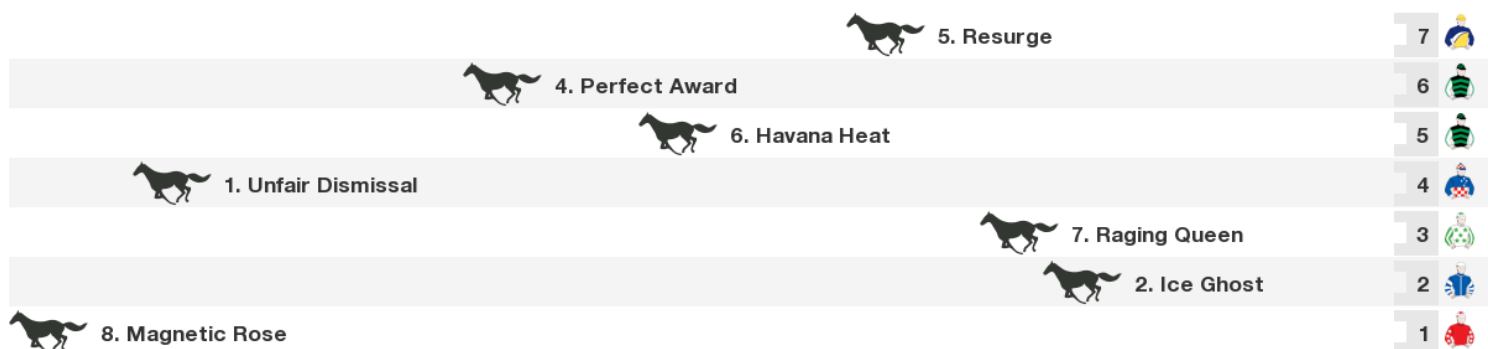 5. Resurge 7
4. Perfect Award 6
6. Havana Heat 5
1. Unfair Dismissal 4
7. Raging Queen 3
2. Ice Ghost 2
8. Magnetic Rose 1